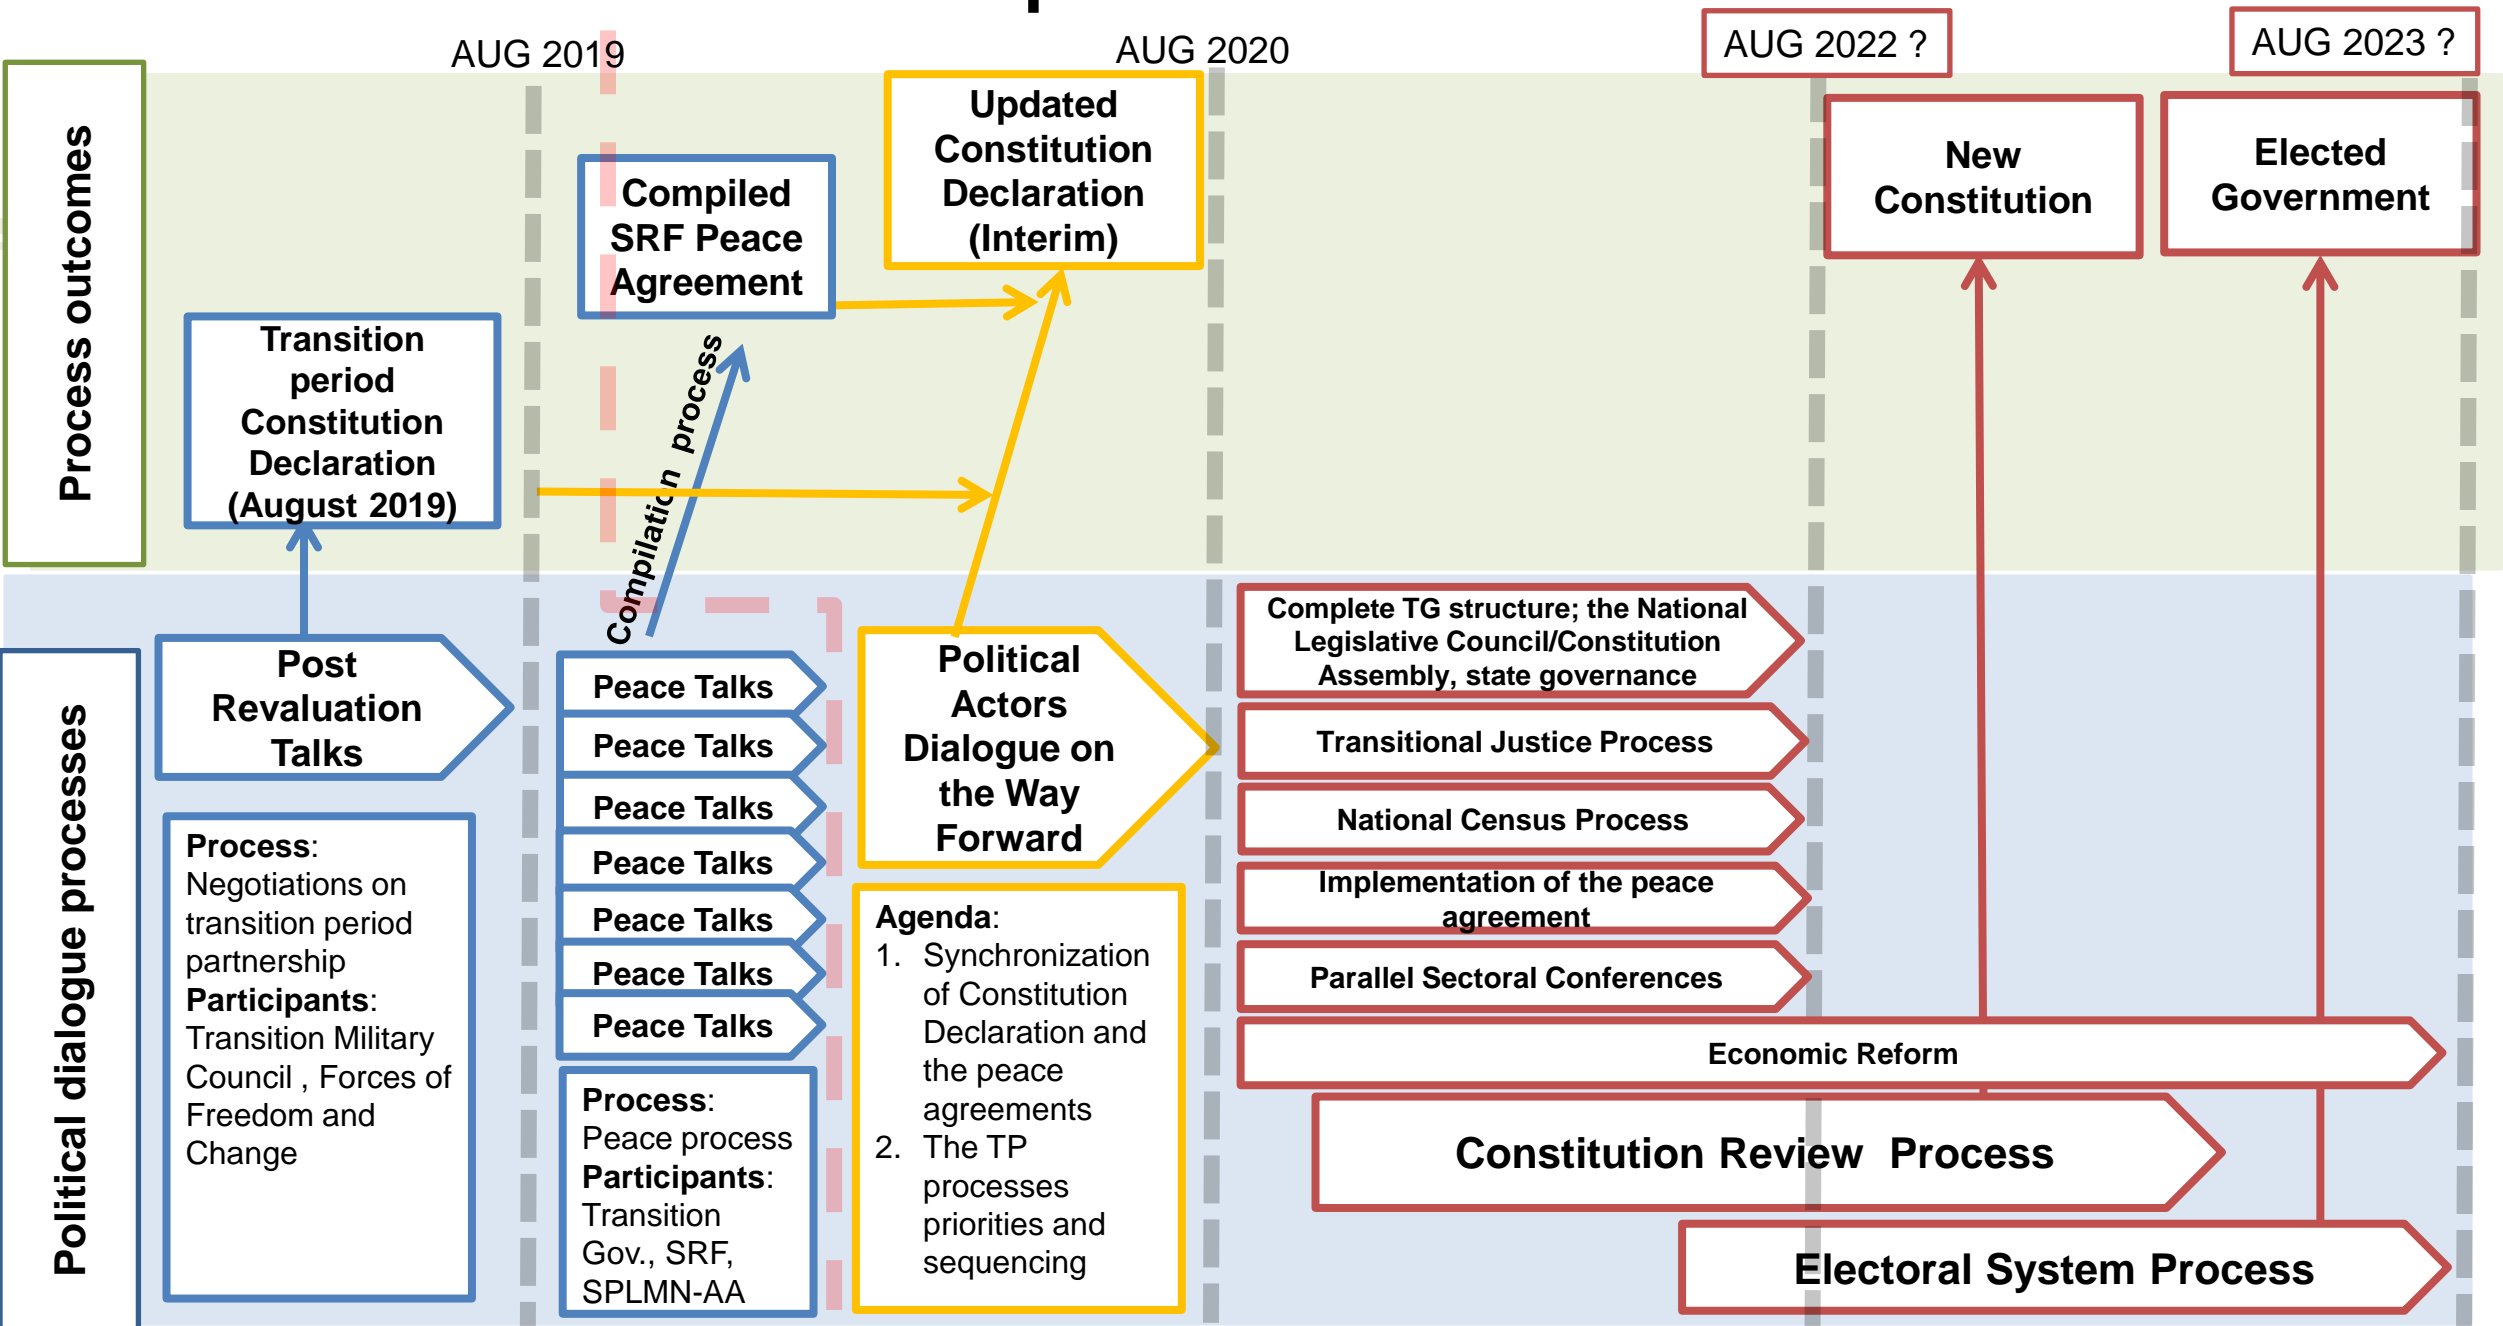 AUG 2019
AUG 2020
AUG 2022 ?
AUG 2023 ?
Process outcomes
Transition
period
Constitution
Declaration
(August 2019)
Compiled
SRF Peace
Agreement
Updated
Constitution
Declaration
(Interim)
New
Constitution
Elected
Government
Compilation process
Political dialogue processes
Post
Revaluation
Talks
Process:
Negotiations on
transition period
partnership
Participants:
Transition Military
Council , Forces of
Freedom and
Change
Peace Talks
Peace Talks
Peace Talks
Peace Talks
Peace Talks
Peace Talks
Peace Talks
Process:
Peace process
Participants:
Transition
Gov., SRF,
SPLMN-AA
Political
Actors
Dialogue on
the Way
Forward
Agenda:
1. Synchronization
of Constitution
Declaration and
the peace
agreements
2. The TP
processes
priorities and
sequencing
Complete TG structure; the National
Legislative Council/Constitution
Assembly, state governance
Transitional Justice Process
National Census Process
Implementation of the peace
agreement
Parallel Sectoral Conferences
Economic Reform
Constitution Review Process
Electoral System Process